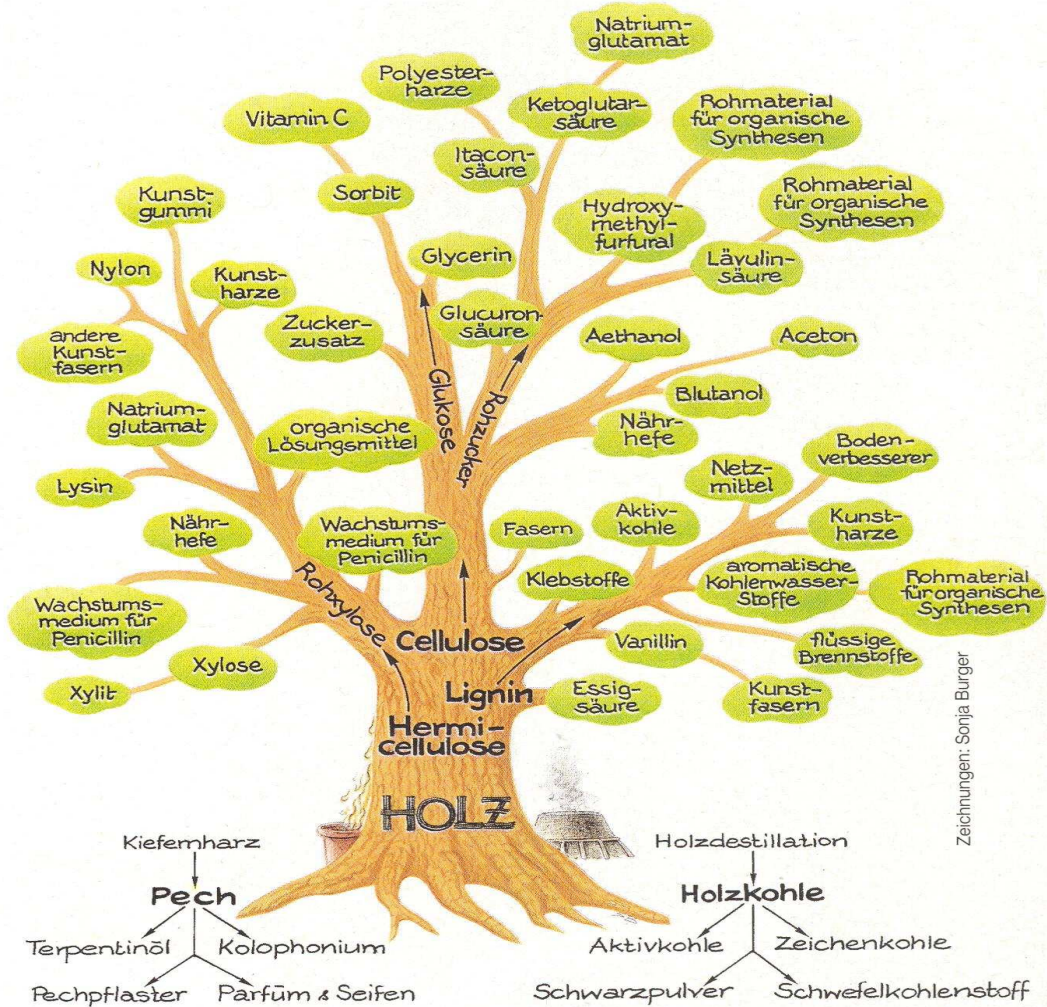 Natrium-
glutamat
Polyester-
harze
Ketoglutar-
säure
Rohmaterial
für organische
Synthesen
Vitamin C
Itacon-
säure
Kunst-
gummi
Sorbit
Hydroxy-
methyl-
furfural
Rohmaterial
für organische
Synthesen
Nylon
Kunst-
harze
Glycerin
Lävulin-
säure
andere
Kunst-
fasern
Zucker-
zusatz
Glucuron-
säure
Aethanol
Aceton
Glukose
Rohzucker
Blutanol
Natrium-
glutamat
organische
Lösungsmittel
Nähr-
hefe
Boden-
verbesserer
Lysin
Netz-
mittel
Nähr-
hefe
Wachstums-
medium für
Penicillin
Fasern
Aktiv-
kohle
Kunst-
harze
Rohxylose
Klebstoffe
aromatische
Kohlenwasser-
Stoffe
Rohmaterial
für organische
Synthesen
Wachstums-
medium für
Penicillin
Cellulose
Vanillin
flüssige
Brennstoffe
Xylose
Xylit
Lignin
Essig-
säure
Kunst-
fasern
Hermi-
cellulose
HOLZ
Zeichnungen: Sonja Burger
Kiefernharz
Pech
Terpentinöl
Kolophonium
Pechpflaster
Parfüm & Seifen
Holzdestillation
Holzkohle
Aktivkohle
Zeichenkohle
Schwarzpulver
Schwefelkohlenstoff